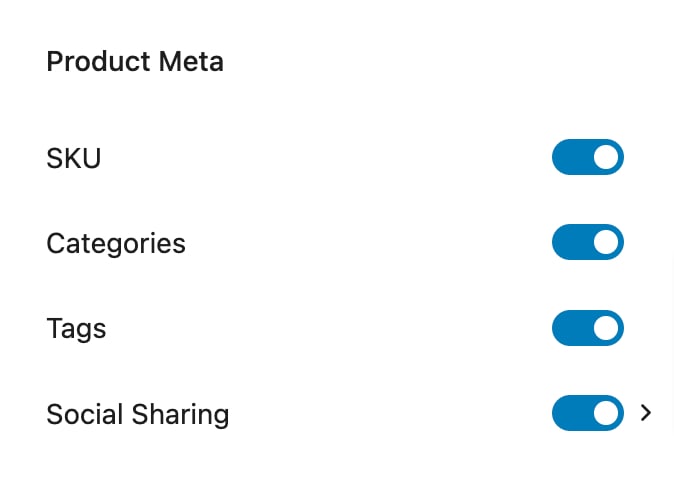 Product Meta
SKU
Categories
Tags
Social Sharing